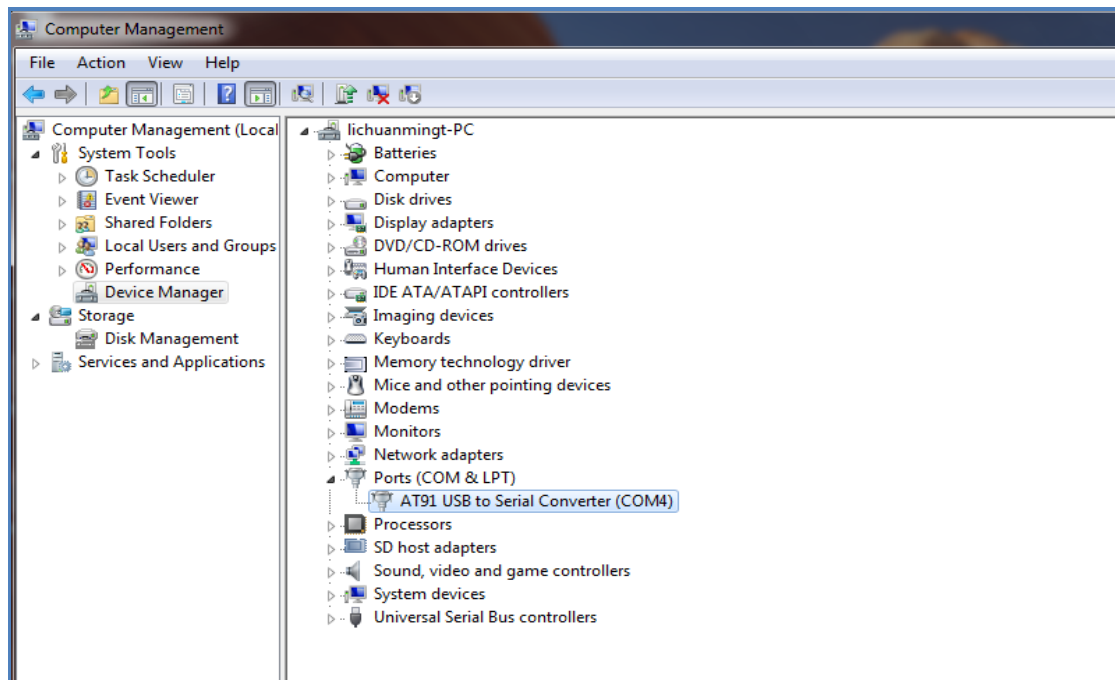 Computer Management
File Action View Help
Computer Management (Local
System Tools
Task Scheduler
Event Viewer
Shared Folders
Local Users and Groups
Performance
Device Manager
Storage
Disk Management
Services and Applications
lichuanmingt-PC
Batteries
Computer
Disk drives
Display adapters
DVD/CD-ROM drives
Human Interface Devices
IDE ATA/ATAPI controllers
Imaging devices
Keyboards
Memory technology driver
Mice and other pointing devices
Modems
Monitors
Network adapters
Ports (COM & LPT)
AT91 USB to Serial Converter (COM4)
Processors
SD host adapters
Sound, video and game controllers
System devices
Universal Serial Bus controllers